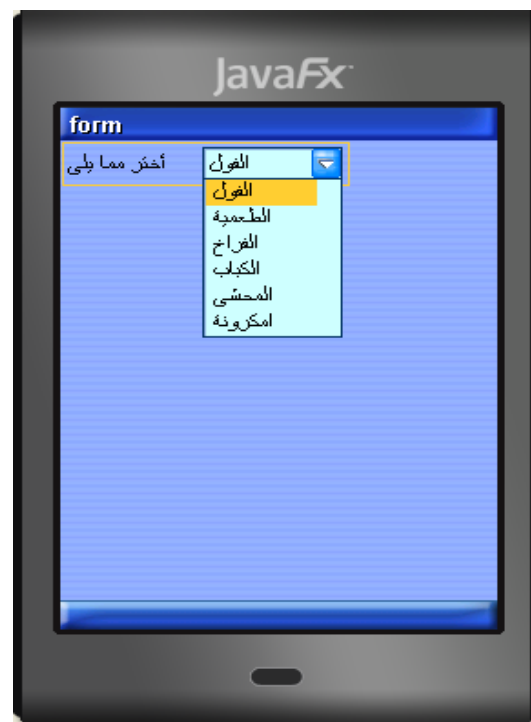 JavaFx
form
أختر مما يلى
الفول
الفول
الطعمية
الفراخ
الكباب
المحشى
امكرونة